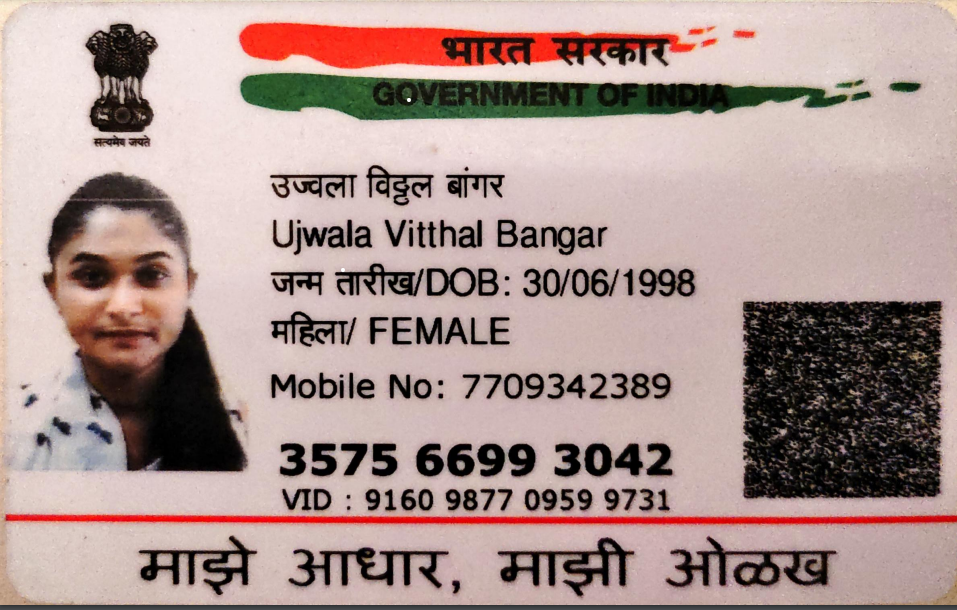 भारत सरकार
GOVERNMENT OF INDIA
सत्यमेव जयते
उज्वला विठ्ठल बांगर
Ujwala Vitthal Bangar
जन्म तारीख/DOB: 30/06/1998
महिला/ FEMALE
Mobile No: 7709342389
3575 6699 3042
VID : 9160 9877 0959 9731
माझे आधार, माझी ओळख